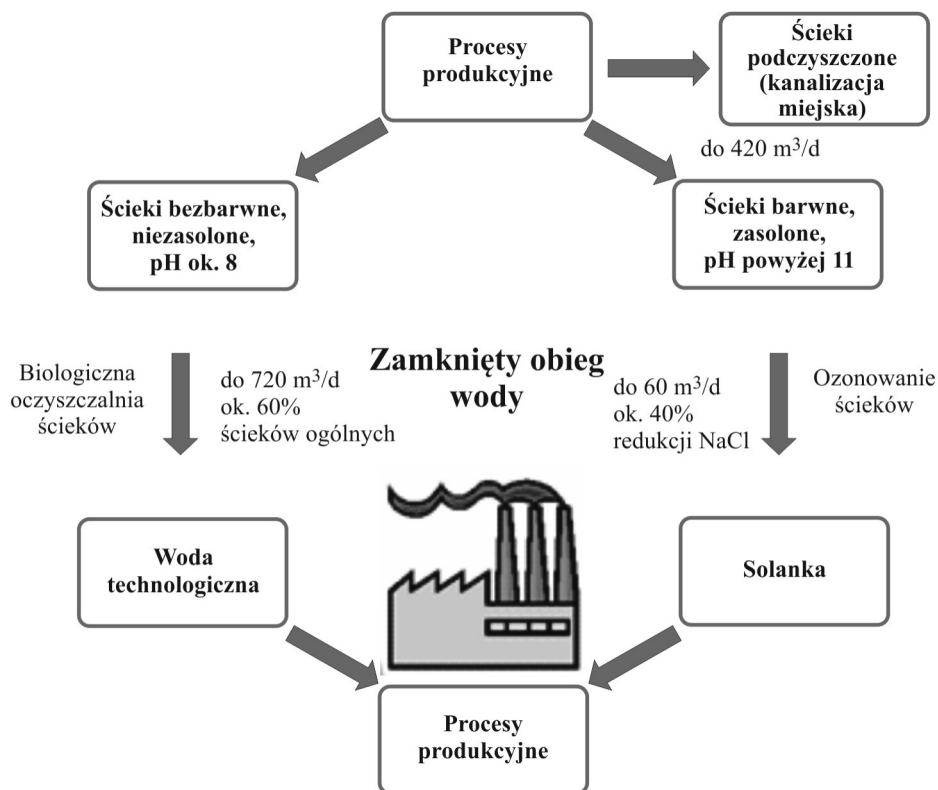 Procesy
produkcyjne
Ścieki
podczyszczone
(kanalizacja
miejska)
do 420 m³/d
Ścieki bezbarwne,
niezasolone,
pH ok. 8
Ścieki barwne,
zasolone,
pH powyżej 11
Zamknięty obieg
wody
Biologiczna
oczyszczalnia
ścieków
do 720 m³/d
ok. 60%
ścieków ogólnych
do 60 m³/d
ok. 40%
redukcji NaCl
Ozonowanie
ścieków
Woda
technologiczna
Solanka
Procesy
produkcyjne